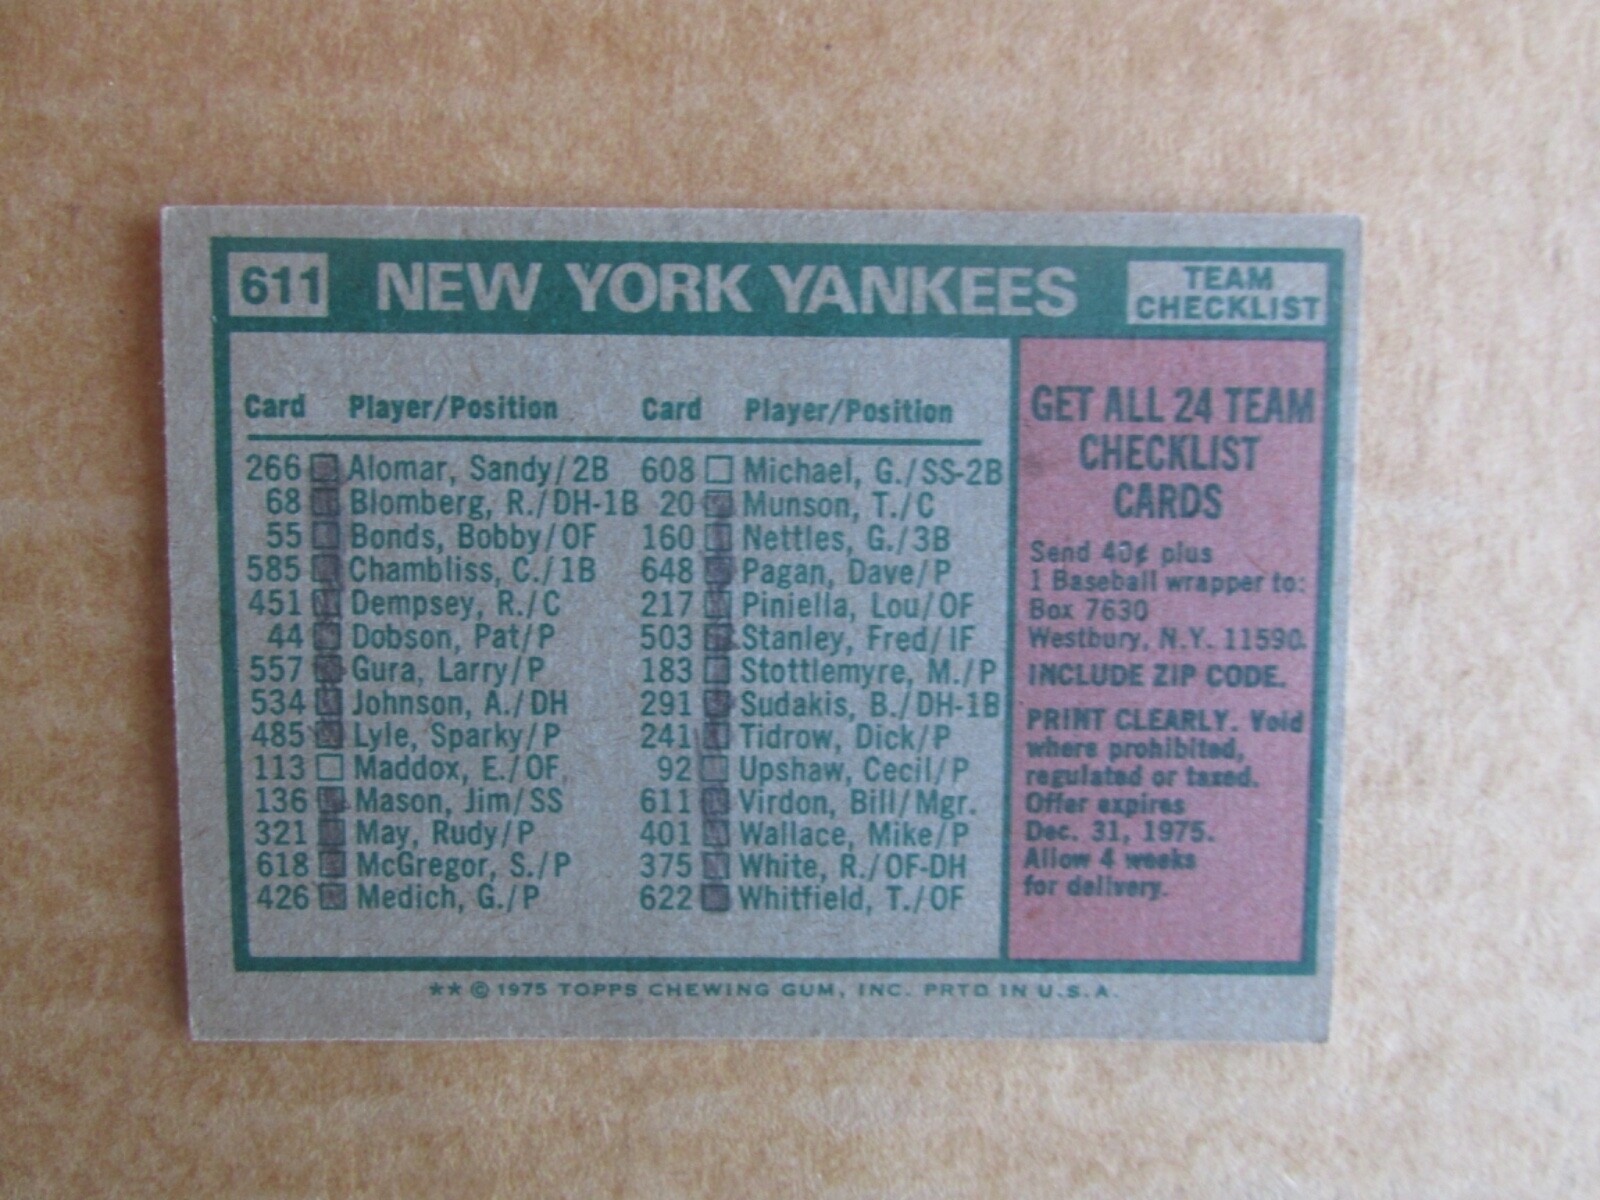 611 NEW YORK YANKEES TEAM CHECKLIST
Card Player/Position Card Player/Position
266 Alomar, Sandy/2B 608 Michael, G./SS-2B
68 Blomberg, R./DH-1B 20 Munson, T./C
55 Bonds, Bobby/OF 160 Nettles, G./3B
585 Chambliss, C./1B 648 Pagan, Dave/P
451 Dempsey, R./C 217 Piniella, Lou/OF
44 Dobson, Pat/P 503 Stanley, Fred/IF
557 Gura, Larry/P 183 Stottlemyre, M./P
534 Johnson, A./DH 291 Sudakis, B./DH-1B
485 Lyle, Sparky/P 241 Tidrow, Dick/P
113 Maddox, E./OF 92 Upshaw, Cecil/P
136 Mason, Jim/SS 611 Virdon, Bill/Mgr.
321 May, Rudy/P 401 Wallace, Mike/P
618 McGregor, S./P 375 White, R./OF-DH
426 Medich, G./P 622 Whitfield, T./OF
GET ALL 24 TEAM
CHECKLIST
CARDS
Send 40¢ plus
1 Baseball wrapper to:
Box 7630
Westbury, N.Y. 11590.
INCLUDE ZIP CODE.
PRINT CLEARLY. Void
where prohibited,
regulated or taxed.
Offer expires
Dec. 31, 1975.
Allow 4 weeks
for delivery.
** © 1975 TOPPS CHEWING GUM, INC. PRTD IN U.S.A.